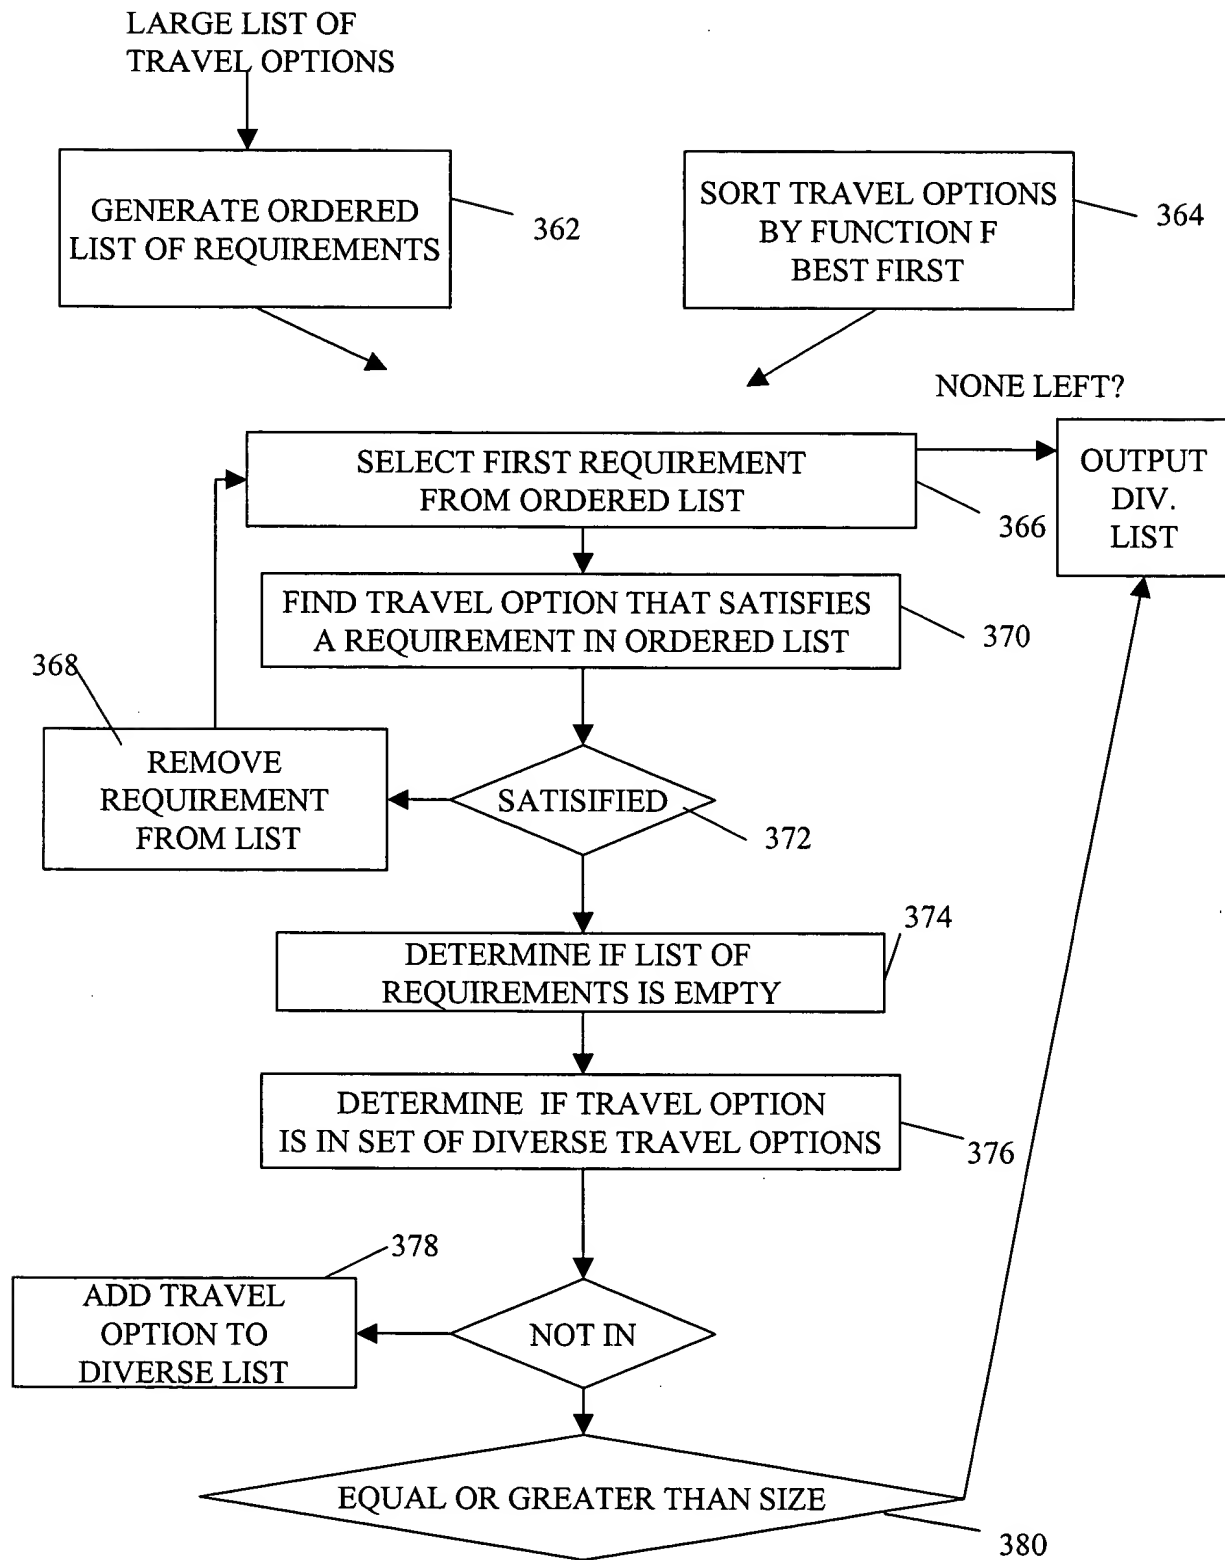 LARGE LIST OF
TRAVEL OPTIONS
GENERATE ORDERED
LIST OF REQUIREMENTS
362
SORT TRAVEL OPTIONS
BY FUNCTION F
BEST FIRST
364
NONE LEFT?
SELECT FIRST REQUIREMENT
FROM ORDERED LIST
366
OUTPUT
DIV.
LIST
FIND TRAVEL OPTION THAT SATISFIES
A REQUIREMENT IN ORDERED LIST
370
368
REMOVE
REQUIREMENT
FROM LIST
SATISIFIED
372
374
DETERMINE IF LIST OF
REQUIREMENTS IS EMPTY
DETERMINE IF TRAVEL OPTION
IS IN SET OF DIVERSE TRAVEL OPTIONS
376
378
ADD TRAVEL
OPTION TO
DIVERSE LIST
NOT IN
EQUAL OR GREATER THAN SIZE
380